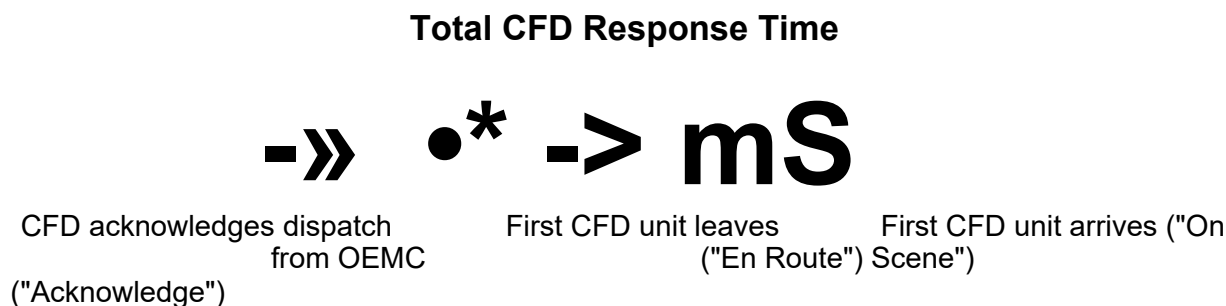 Total CFD Response Time
-» •* -> mS
CFD acknowledges dispatch First CFD unit leaves First CFD unit arrives ("On
from OEMC ("En Route") Scene")
("Acknowledge")